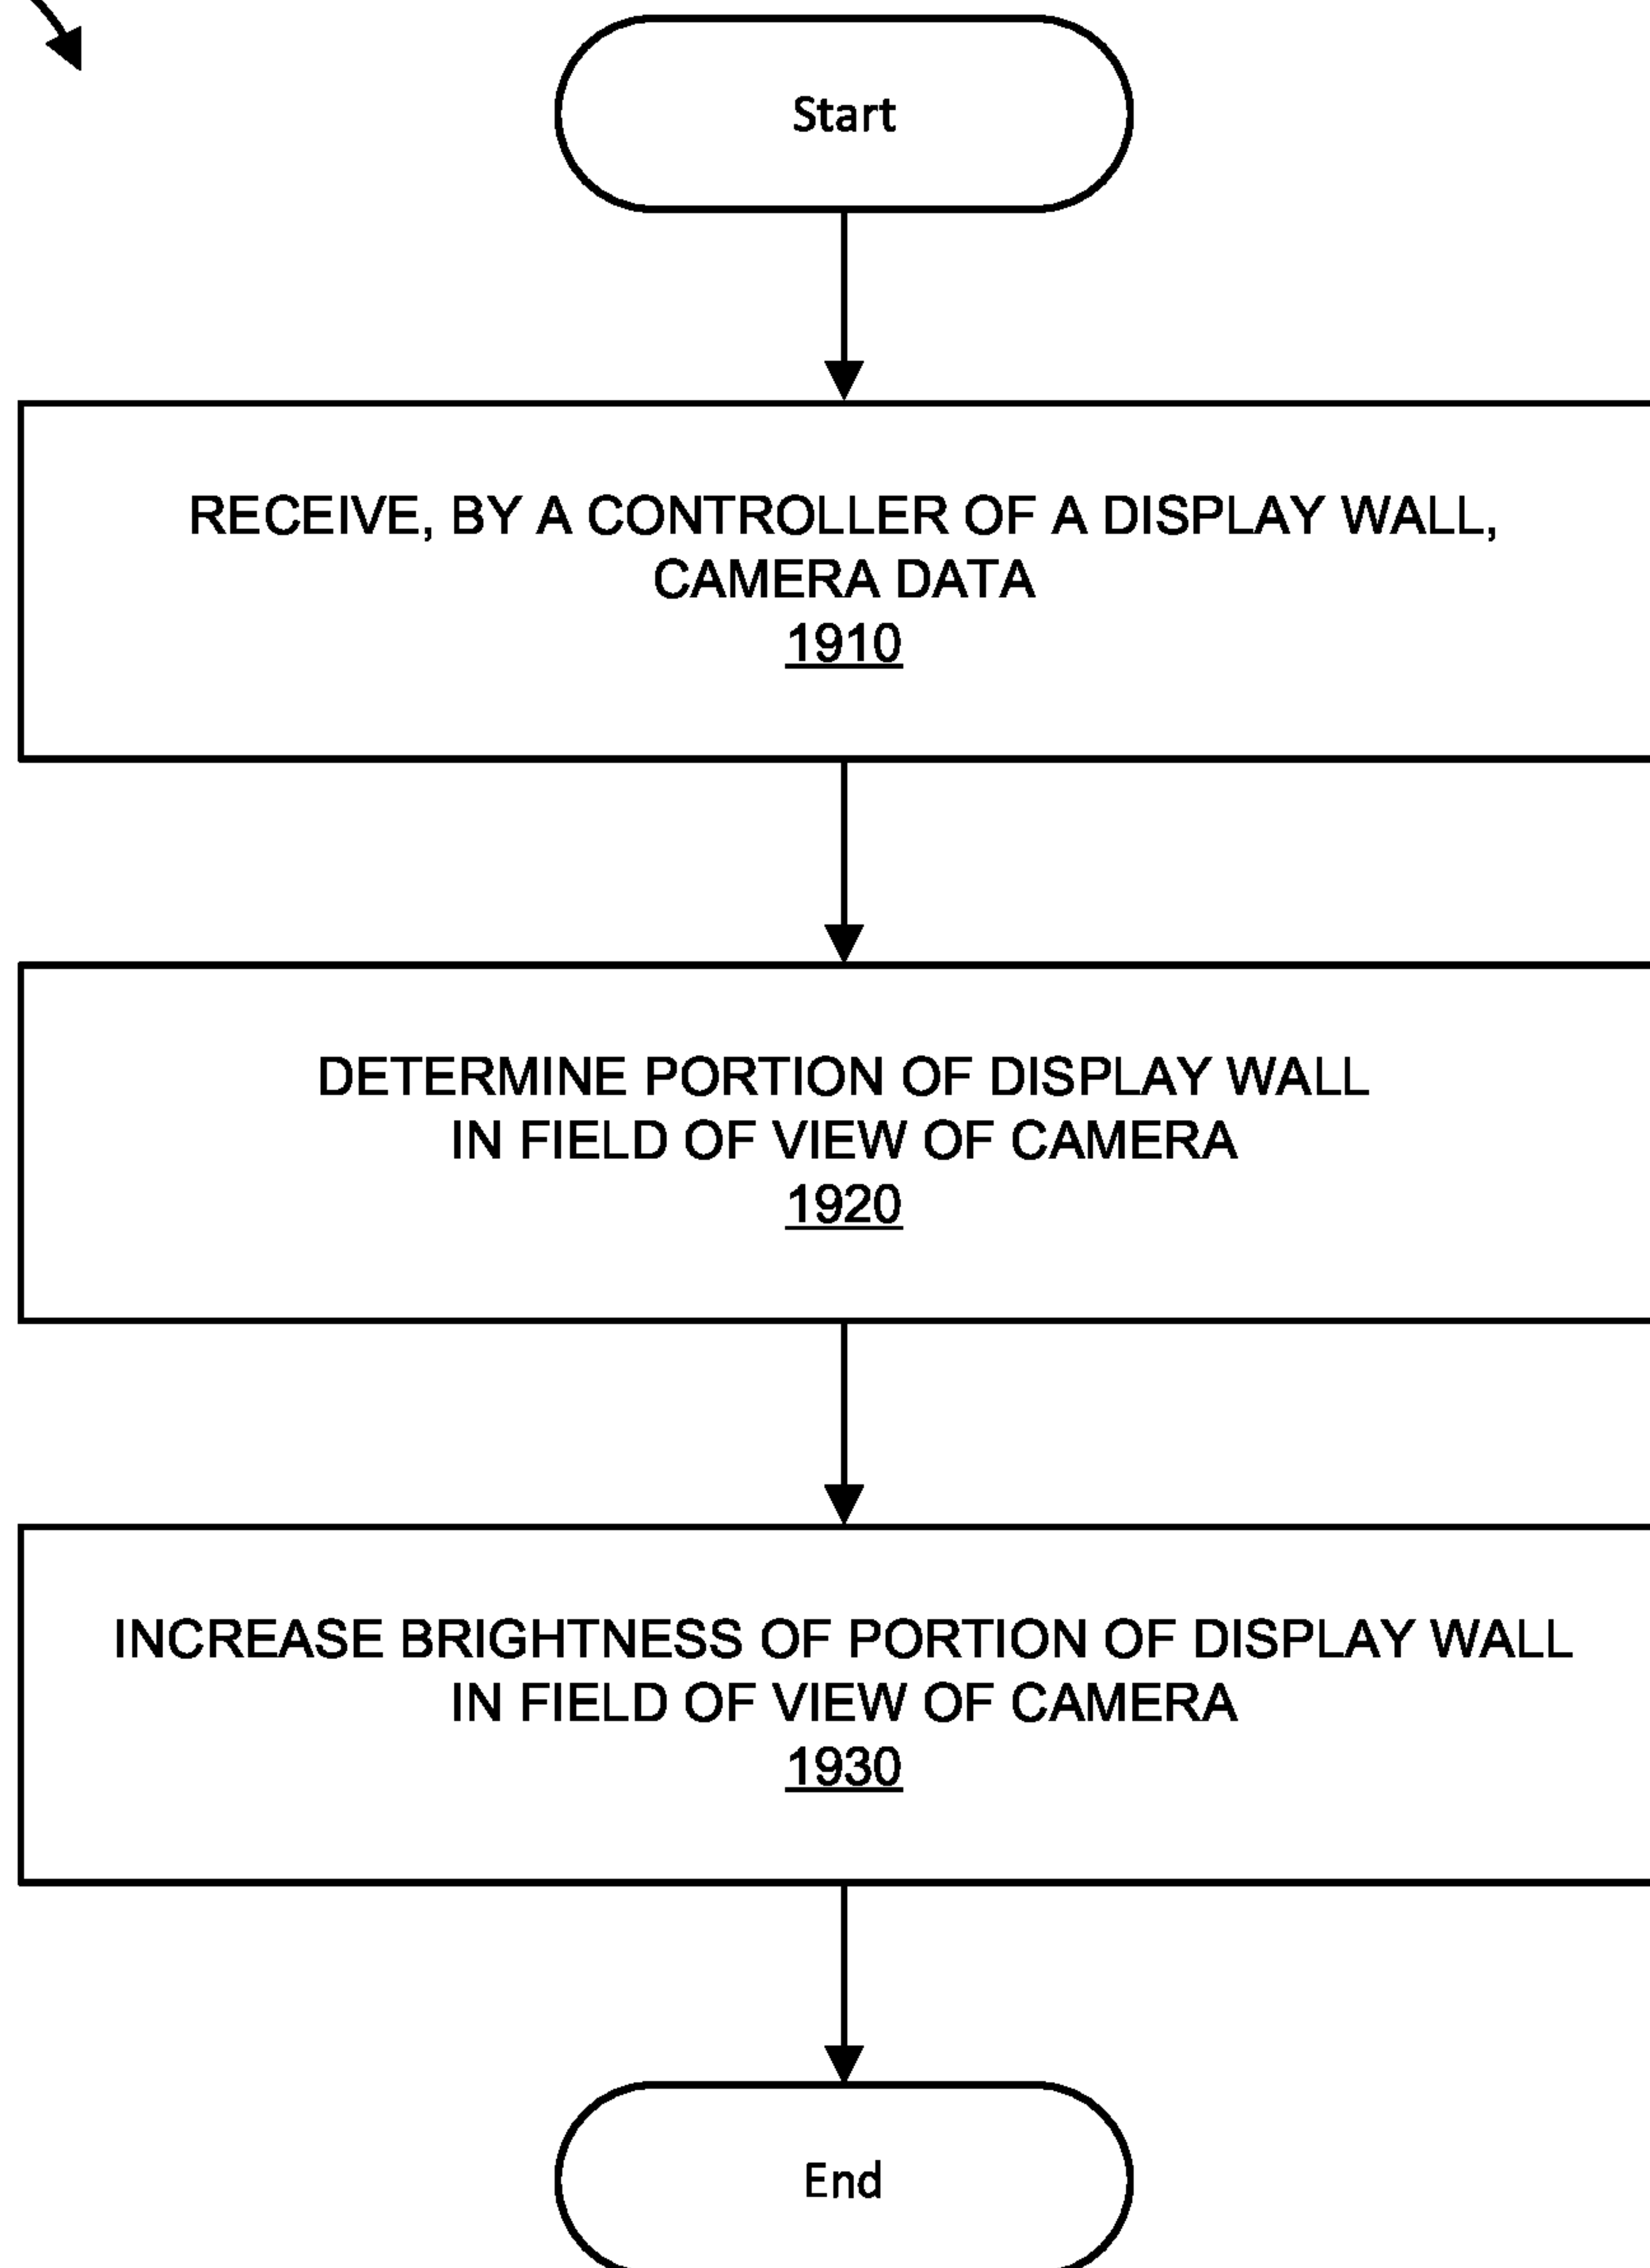 Start
RECEIVE, BY A CONTROLLER OF A DISPLAY WALL,
CAMERA DATA
1910
DETERMINE PORTION OF DISPLAY WALL
IN FIELD OF VIEW OF CAMERA
1920
INCREASE BRIGHTNESS OF PORTION OF DISPLAY WALL
IN FIELD OF VIEW OF CAMERA
1930
End